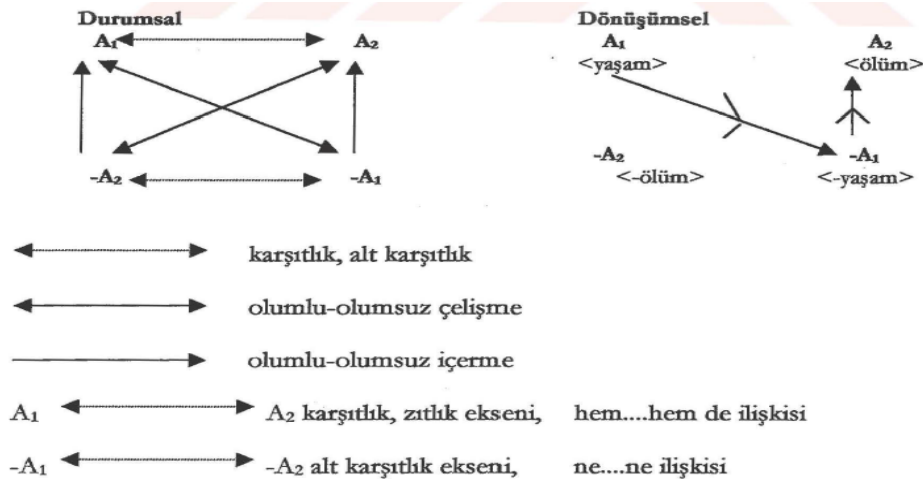 Durumsal Dönüşümsel
A₁ A₂ A₁ A₂
<yaşam> <ölüm>
-A₂ -A₁ -A₂ -A₁
<-ölüm> <-yaşam>
karşıtlık, alt karşıtlık
olumlu-olumsuz çelişme
olumlu-olumsuz içerme
A₁ A₂ karşıtlık, zıtlık ekseni, hem....hem de ilişkisi
-A₁ -A₂ alt karşıtlık ekseni, ne....ne ilişkisi